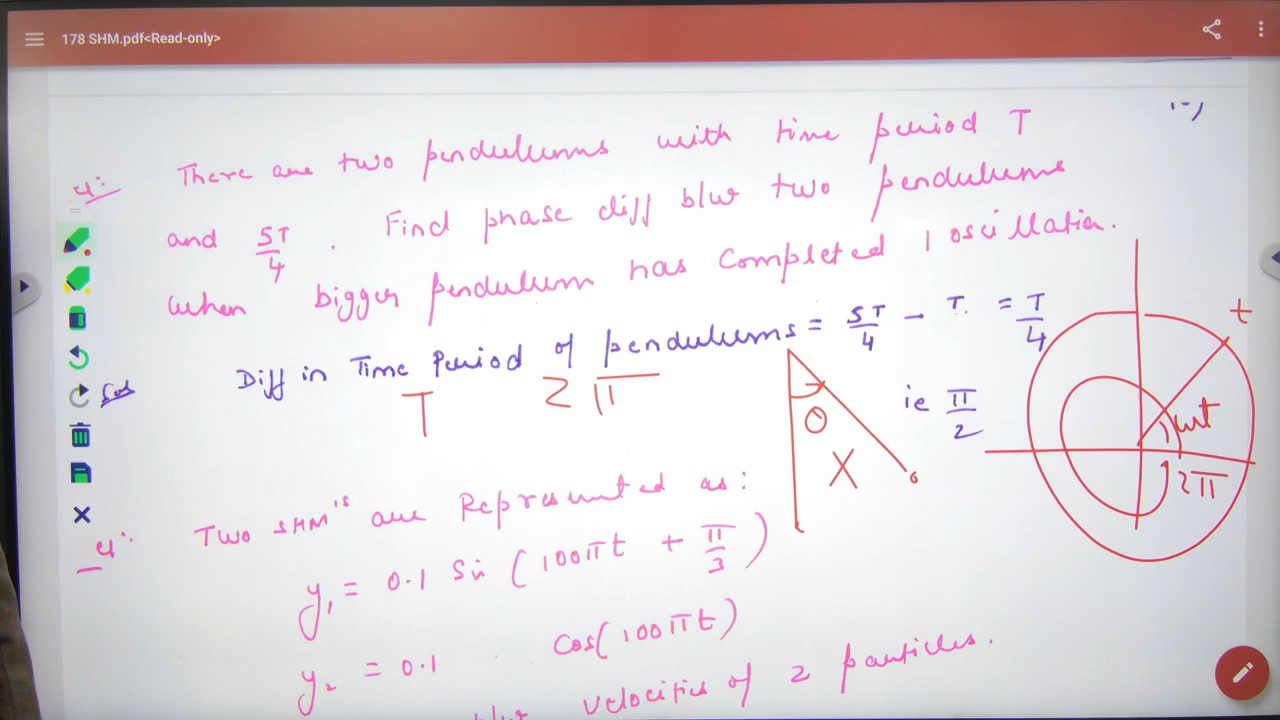 178 SHM.pdf<Read-only>
Q: There are two pendulums with time period T
and 5T/4 . Find phase diff b/w two pendulums
when bigger pendulum has completed 1 oscillation.
Sol Diff in Time Period of pendulums = 5T/4 - T = T/4
T 2π
ie π/2
θ
X
t
ωt
2π
Q: Two SHM's are Represented as:
y₁ = 0.1 Sin (100πt + π/3)
y₂ = 0.1 cos(100πt)
b/w velocities of 2 particles.